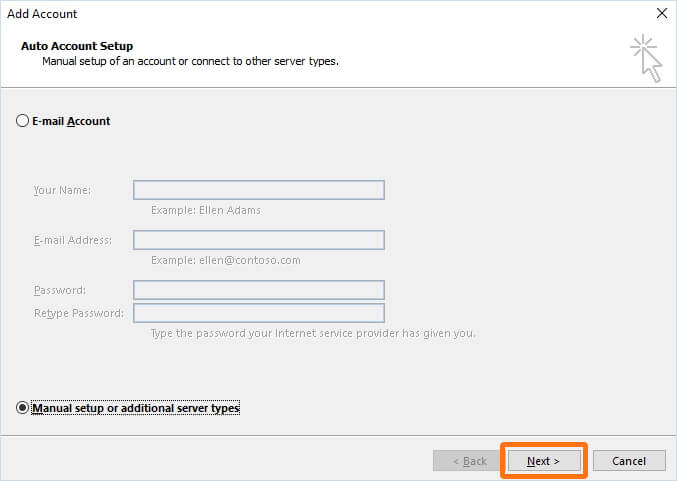 Add Account
Auto Account Setup
Manual setup of an account or connect to other server types.
E-mail Account
Your Name:
Example: Ellen Adams
E-mail Address:
Example: ellen@contoso.com
Password:
Retype Password:
Type the password your Internet service provider has given you.
Manual setup or additional server types
< Back Next > Cancel